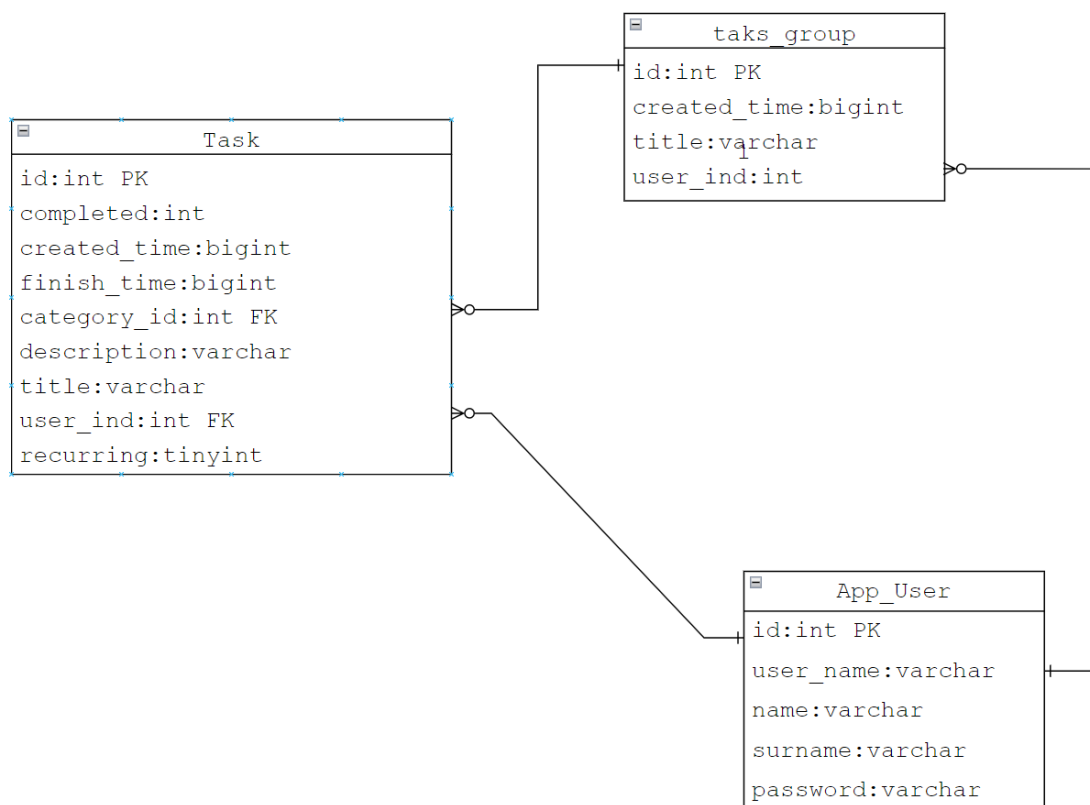 taks_group
id:int PK
created_time:bigint
title:varchar
user_ind:int
Task
id:int PK
completed:int
created_time:bigint
finish_time:bigint
category_id:int FK
description:varchar
title:varchar
user_ind:int FK
recurring:tinyint
App_User
id:int PK
user_name:varchar
name:varchar
surname:varchar
password:varchar